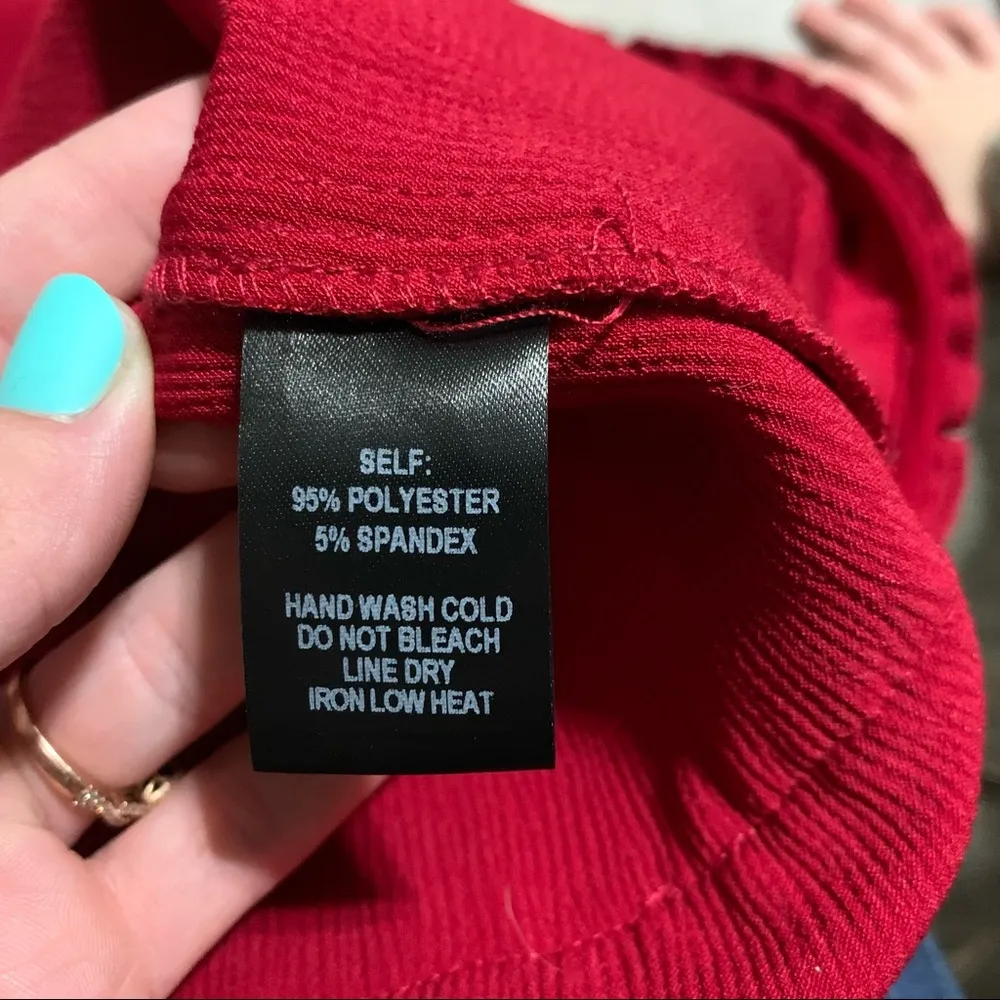 SELF:
95% POLYESTER
5% SPANDEX
HAND WASH COLD
DO NOT BLEACH
LINE DRY
IRON LOW HEAT